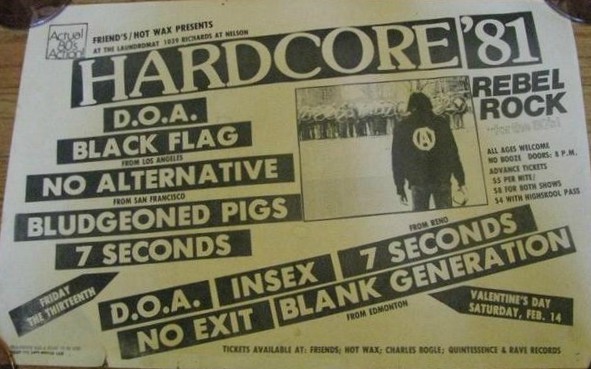 Actual
80's
Action!
FRIEND'S/HOT WAX PRESENTS
AT THE LAUNDROMAT 1029 RICHARDS AT NELSON
HARDCORE '81
D.O.A.
BLACK FLAG
FROM LOS ANGELES
NO ALTERNATIVE
FROM SAN FRANCISCO
BLUDGEONED PIGS
7 SECONDS
REBEL
ROCK
ALL AGES WELCOME
NO BOOZE DOORS: 8 P.M.
ADVANCE TICKETS
$5 PER NITE/
$8 FOR BOTH SHOWS
$4 WITH HIGHSKOOL PASS
FRIDAY
THE THIRTEENTH
D.O.A. INSEX 7 SECONDS
FROM RENO
NO EXIT BLANK GENERATION
FROM EDMONTON
VALENTINE'S DAY
SATURDAY, FEB. 14
TICKETS AVAILABLE AT: FRIENDS; HOT WAX; CHARLES BOGLE; QUINTESSENCE & RAVE RECORDS